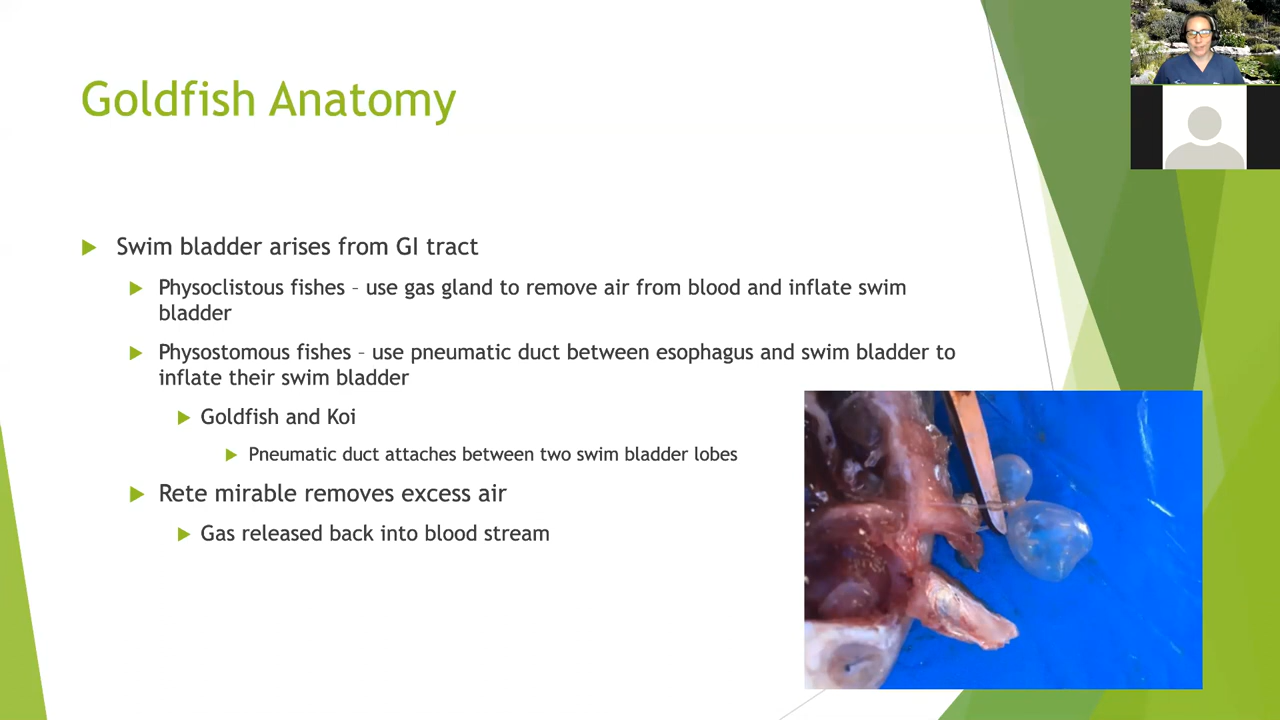 Goldfish Anatomy
Swim bladder arises from GI tract
Physoclistous fishes – use gas gland to remove air from blood and inflate swim
bladder
Physostomous fishes – use pneumatic duct between esophagus and swim bladder to
inflate their swim bladder
Goldfish and Koi
Pneumatic duct attaches between two swim bladder lobes
Rete mirable removes excess air
Gas released back into blood stream